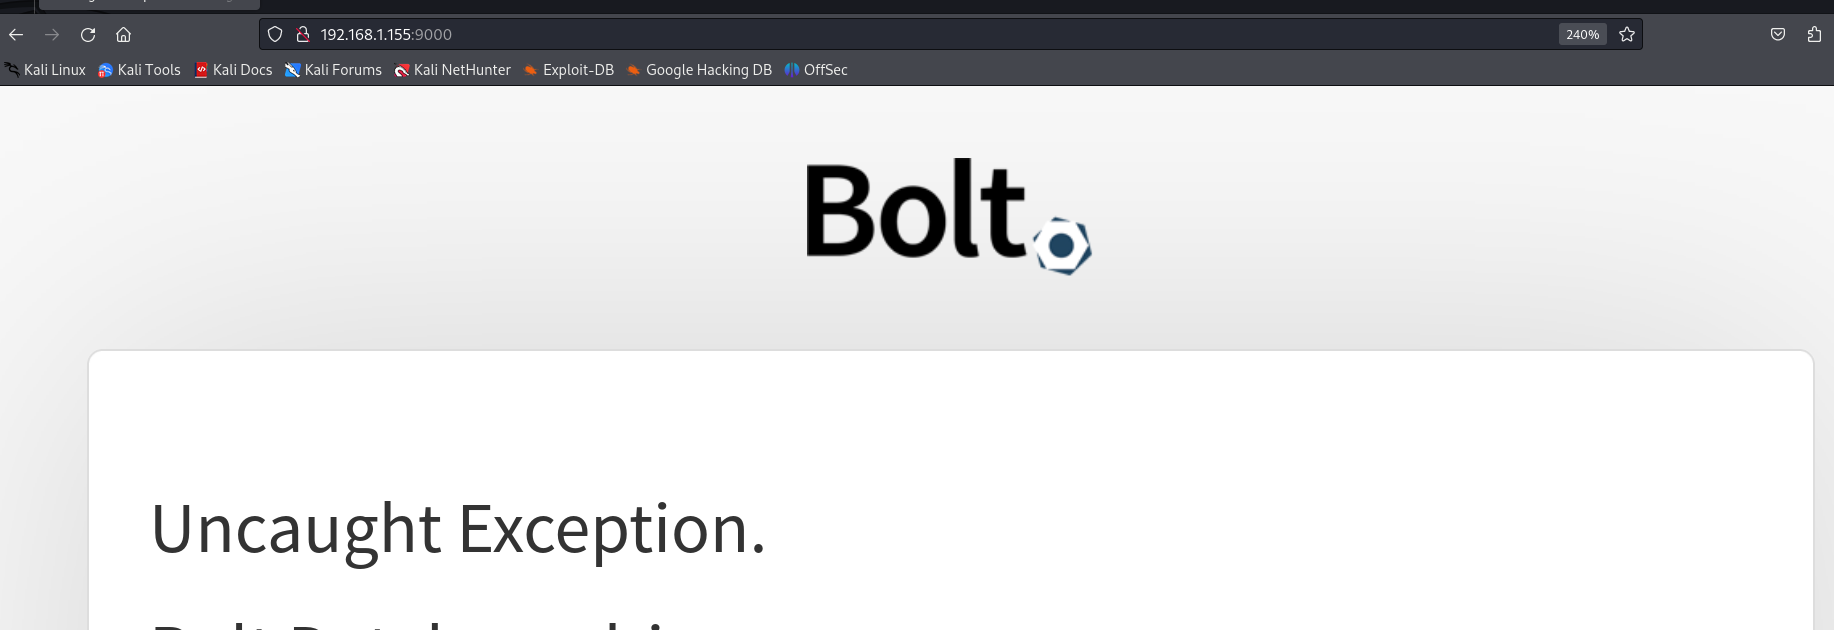 192.168.1.155:9000
240%
Kali Linux Kali Tools Kali Docs Kali Forums Kali NetHunter Exploit-DB Google Hacking DB OffSec
Bolt
Uncaught Exception.